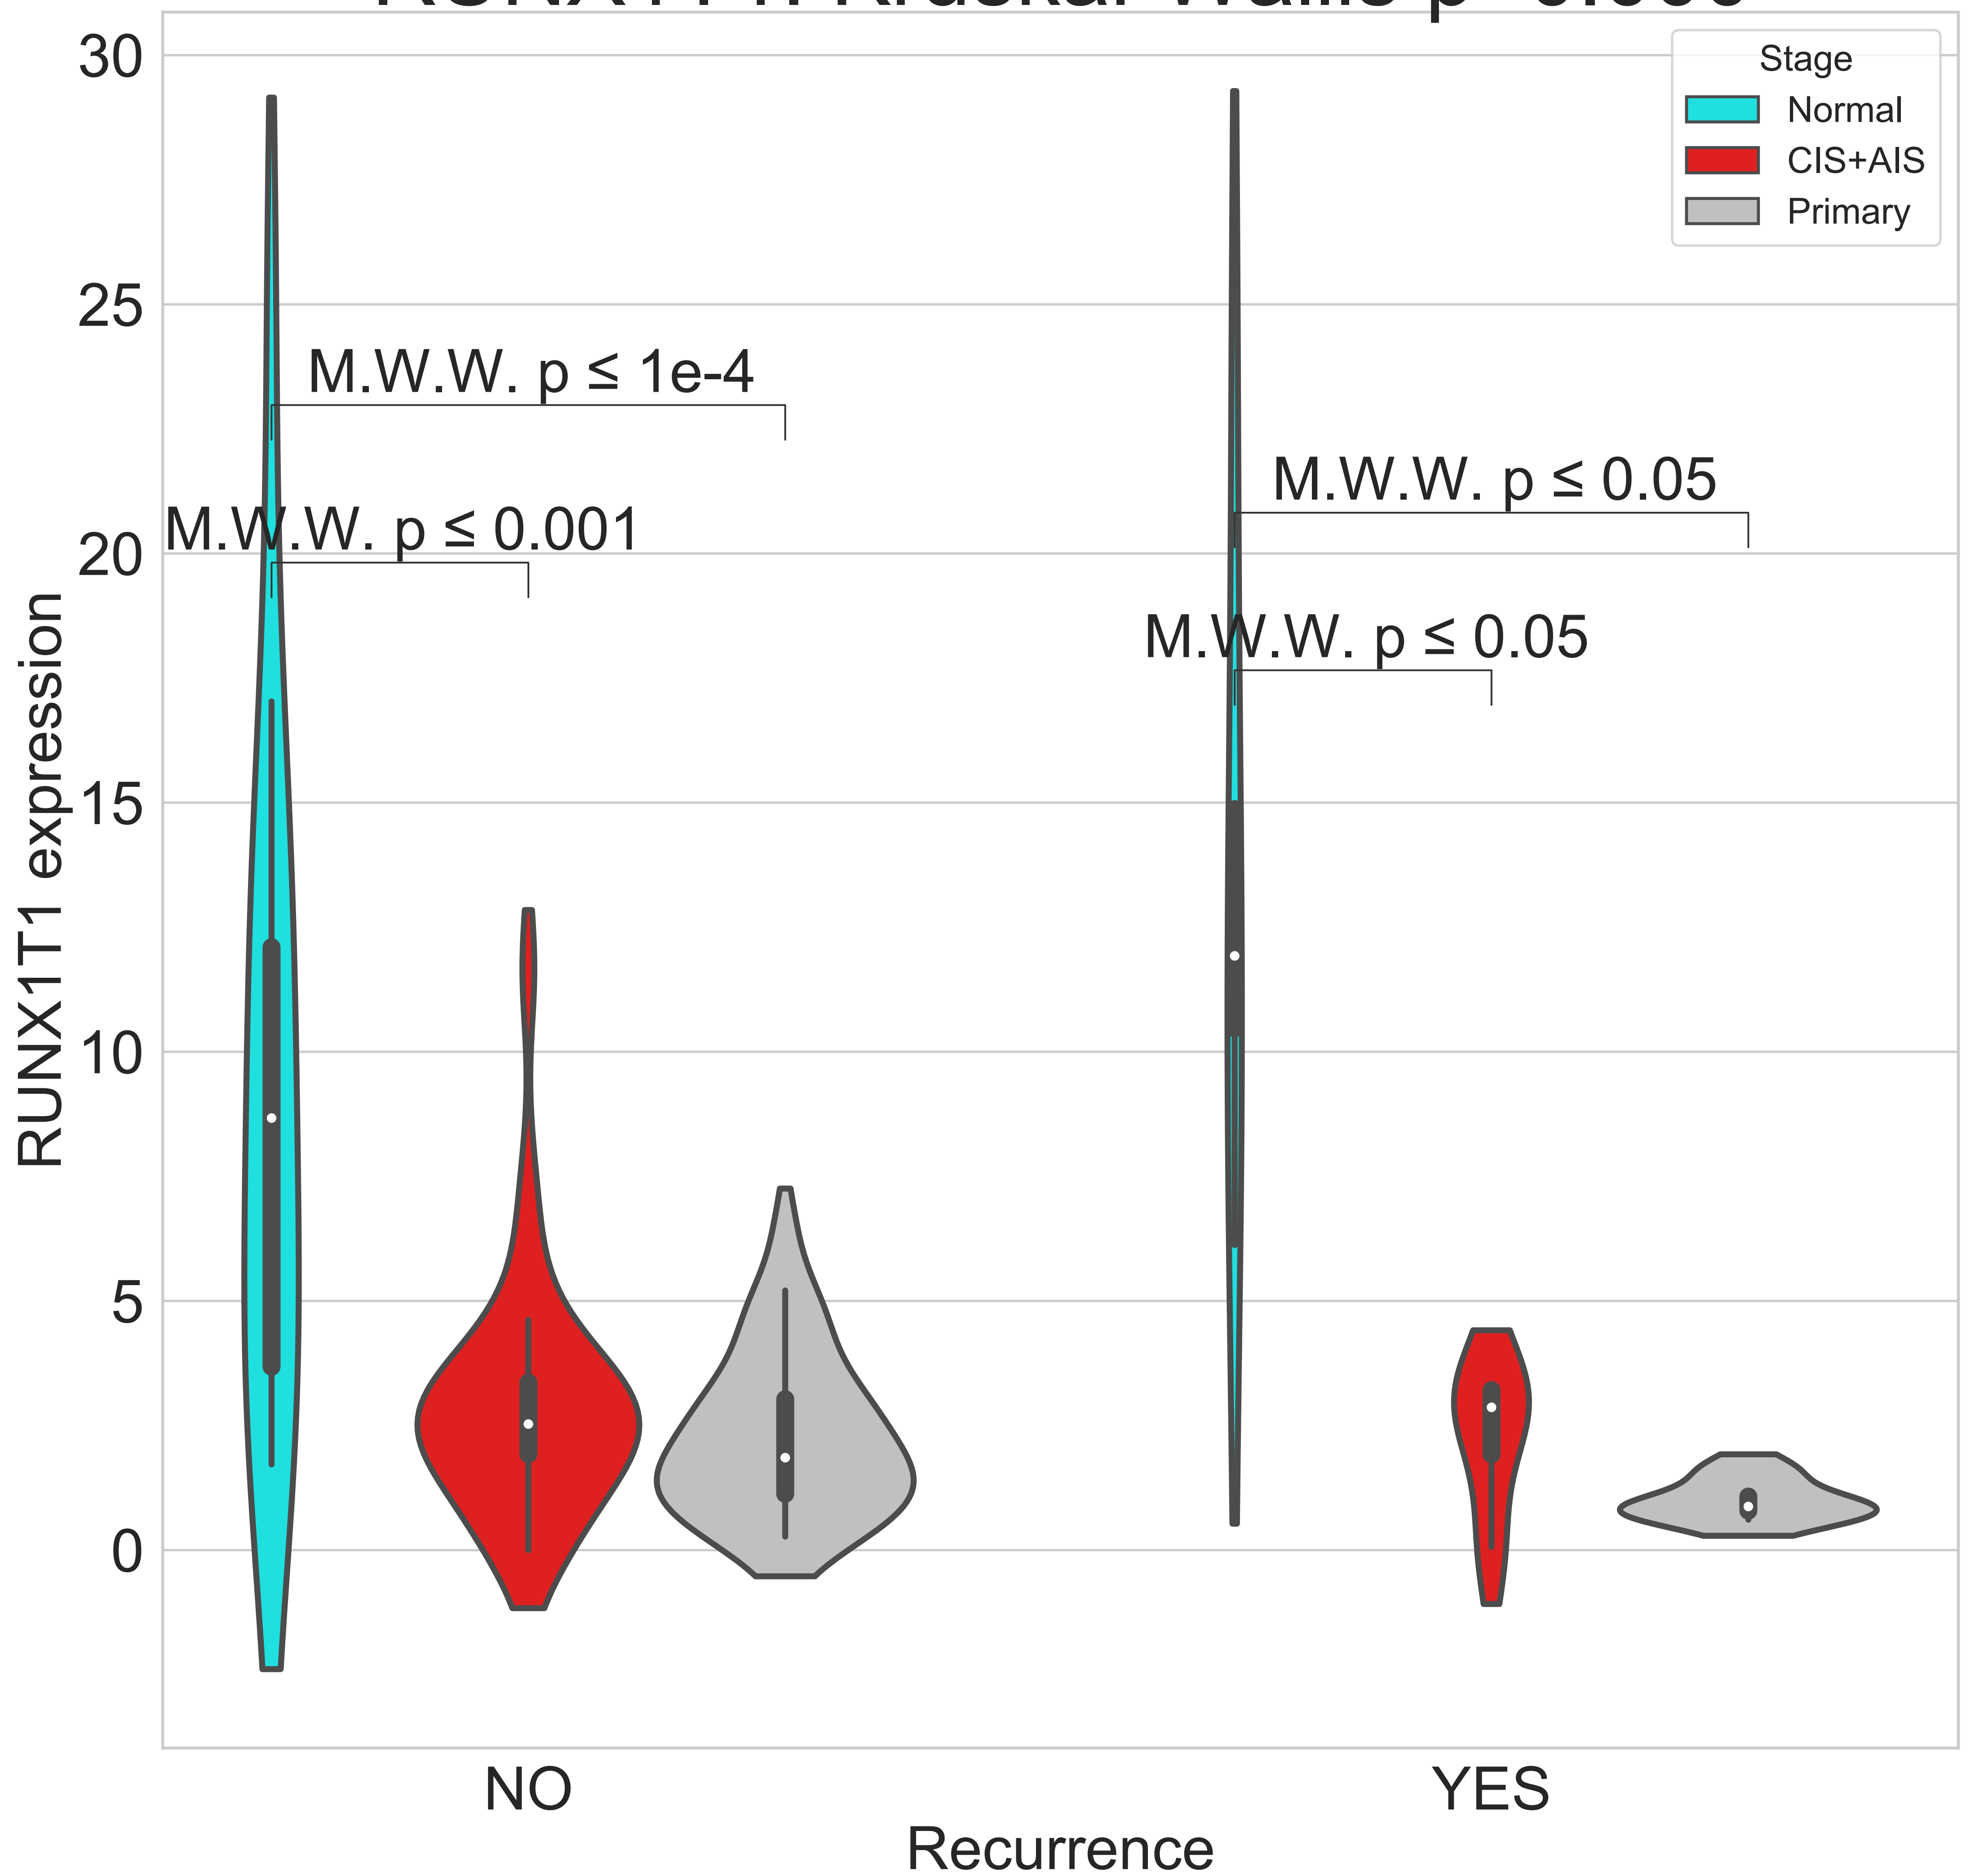 30
25
20
15
10
5
0
RUNX1T1 expression
Stage
Normal
CIS+AIS
Primary
M.W.W. p ≤ 1e-4
M.W.W. p ≤ 0.001
M.W.W. p ≤ 0.05
M.W.W. p ≤ 0.05
NO
YES
Recurrence